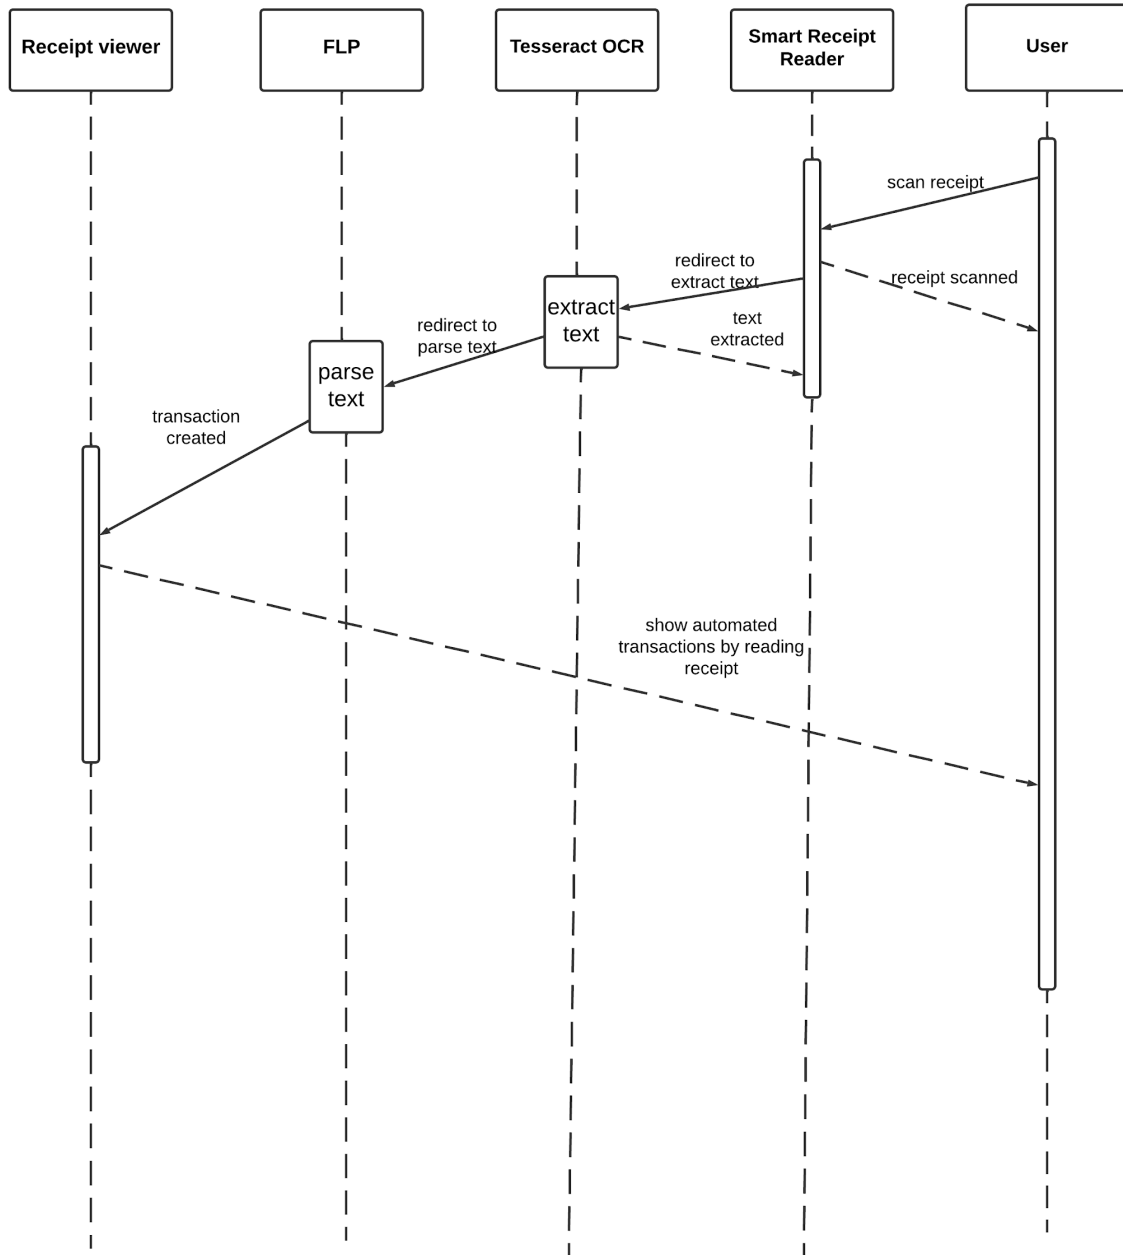 Receipt viewer
FLP
Tesseract OCR
Smart Receipt
Reader
User
scan receipt
redirect to
extract text
receipt scanned
extract
text
text
extracted
redirect to
parse text
parse
text
transaction
created
show automated
transactions by reading
receipt